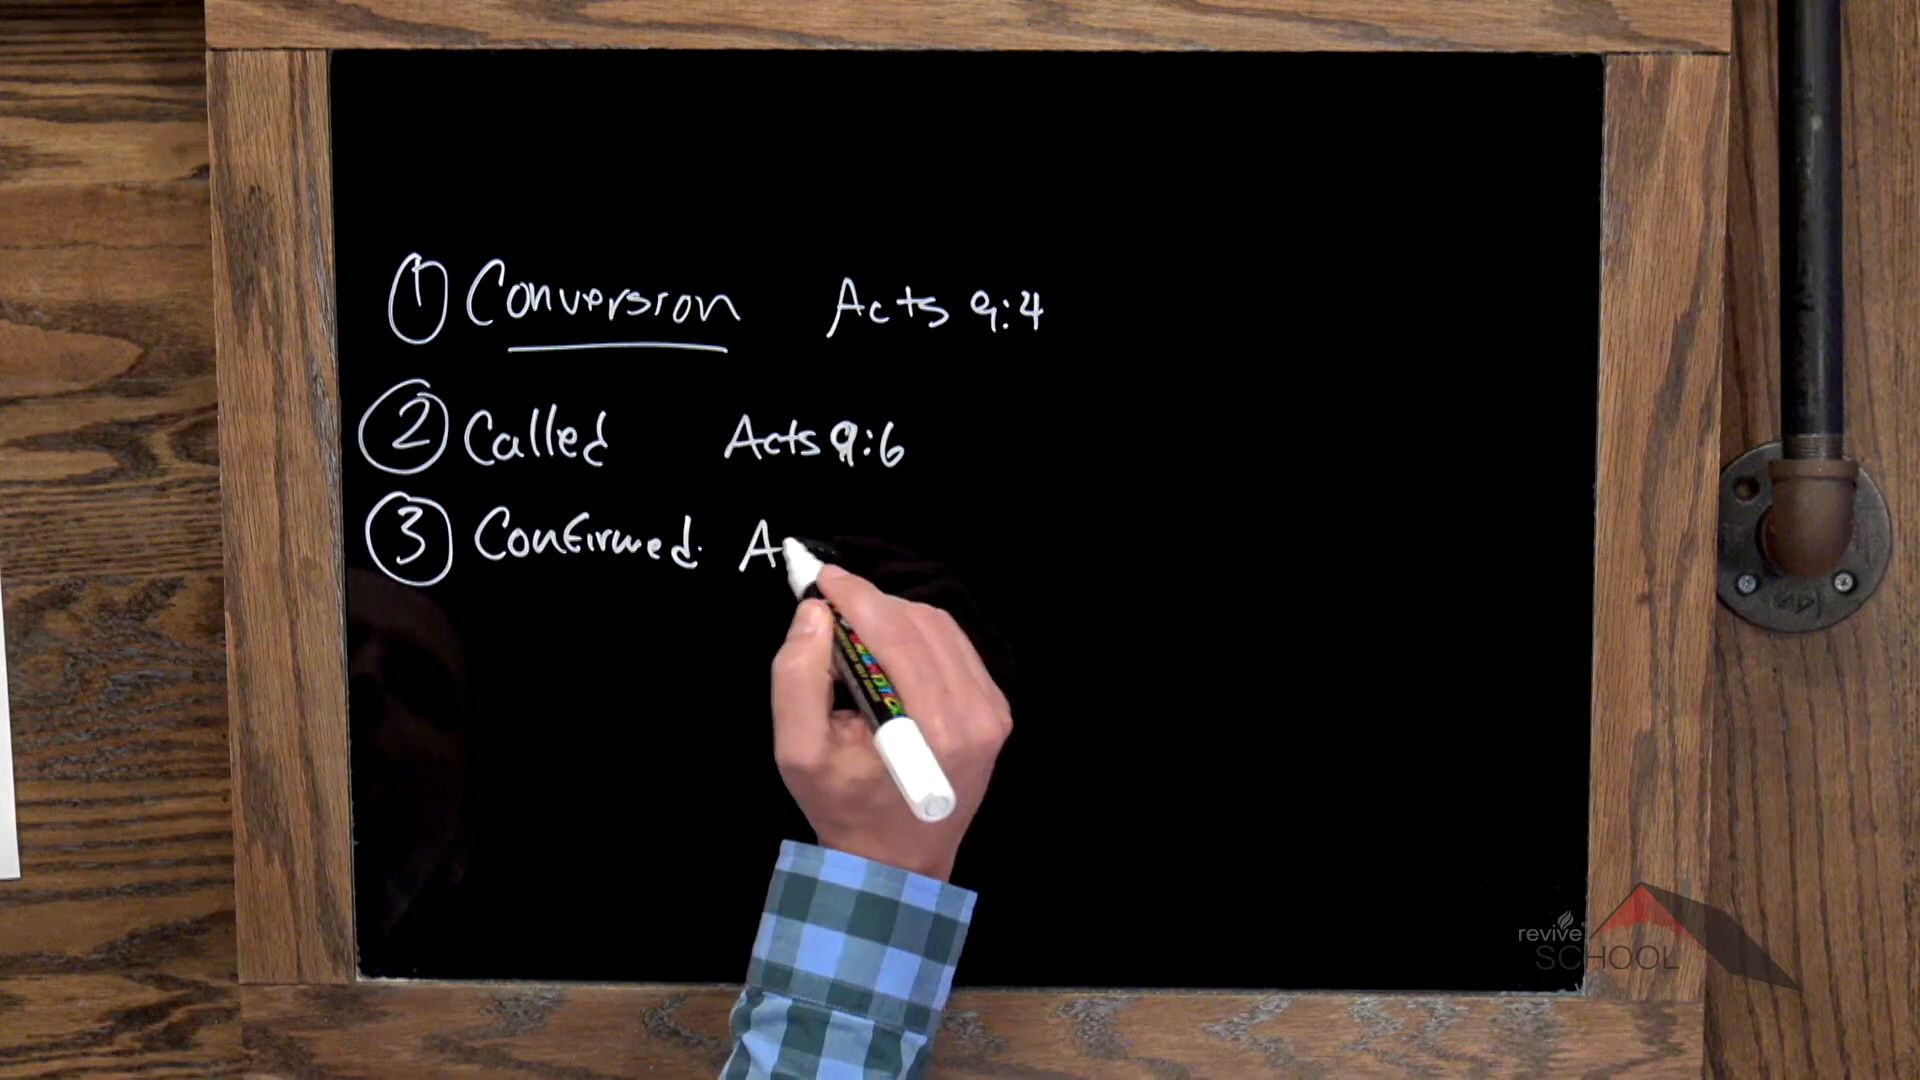 ① Conversion Acts 9:4
② Called Acts 9:6
③ Confirmed. A
revive
SCHOOL